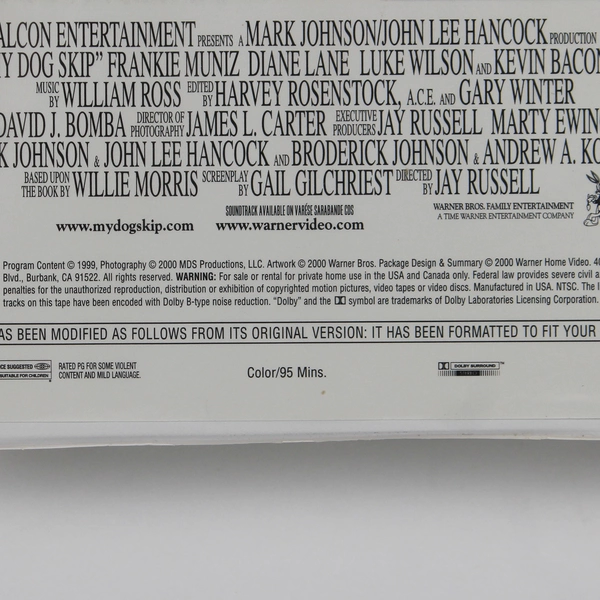 ALCON ENTERTAINMENT PRESENTS A MARK JOHNSON/JOHN LEE HANCOCK PRODUCTION
Y DOG SKIP" FRANKIE MUNIZ DIANE LANE LUKE WILSON AND KEVIN BACON
MUSIC BY WILLIAM ROSS EDITED BY HARVEY ROSENSTOCK, A.C.E. AND GARY WINTER
DAVID J. BOMBA DIRECTOR OF PHOTOGRAPHY JAMES L. CARTER EXECUTIVE PRODUCERS JAY RUSSELL MARTY EWIN
K JOHNSON & JOHN LEE HANCOCK AND BRODERICK JOHNSON & ANDREW A. KO
BASED UPON THE BOOK BY WILLIE MORRIS SCREENPLAY BY GAIL GILCHRIEST DIRECTED BY JAY RUSSELL
SOUNDTRACK AVAILABLE ON VARÈSE SARABANDE CDS
WARNER BROS. FAMILY ENTERTAINMENT
A TIME WARNER ENTERTAINMENT COMPANY
www.mydogskip.com www.warnervideo.com
Program Content © 1999, Photography © 2000 MDS Productions, LLC. Artwork © 2000 Warner Bros. Package Design & Summary © 2000 Warner Home Video. 40
Blvd., Burbank, CA 91522. All rights reserved. WARNING: For sale or rental for private home use in the USA and Canada only. Federal law provides severe civil a
penalties for the unauthorized reproduction, distribution or exhibition of copyrighted motion pictures, video tapes or video discs. Manufactured in USA. NTSC. The l
tracks on this tape have been encoded with Dolby B-type noise reduction. "Dolby" and the symbol are trademarks of Dolby Laboratories Licensing Corporation.
AS BEEN MODIFIED AS FOLLOWS FROM ITS ORIGINAL VERSION: IT HAS BEEN FORMATTED TO FIT YOUR
CE SUGGESTED
SUITABLE FOR CHILDREN
RATED PG FOR SOME VIOLENT
CONTENT AND MILD LANGUAGE.
Color/95 Mins.
DOLBY SURROUND